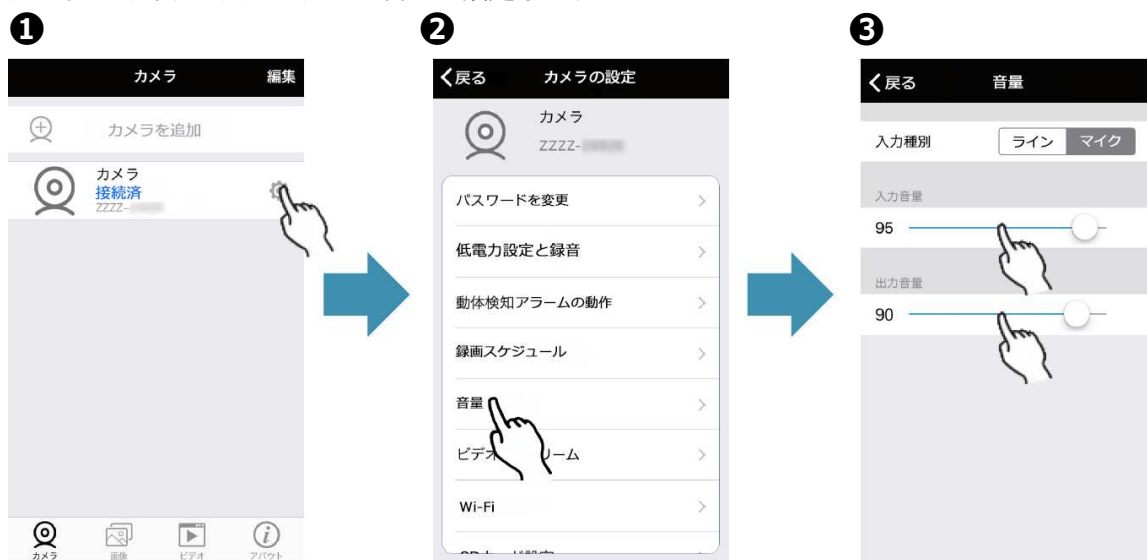 ❶
カメラ 編集
カメラを追加
カメラ
接続済
ZZZZ-
カメラ
画像
ビデオ
アバウト
❷
戻る カメラの設定
カメラ
ZZZZ-
パスワードを変更
低電力設定と録音
動体検知アラームの動作
録画スケジュール
音量
ビデオ リーム
Wi-Fi
❸
戻る 音量
入力種別 ライン マイク
入力音量
95
出力音量
90